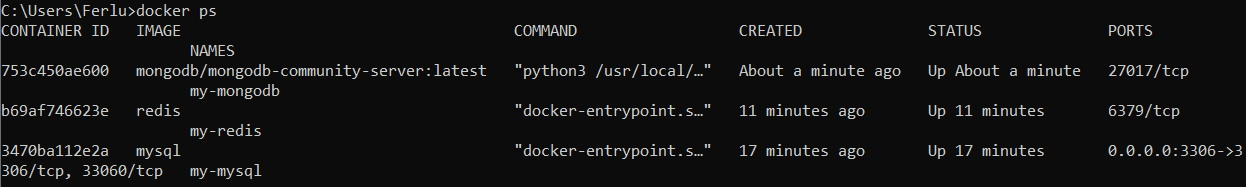 C:\Users\Ferlu>docker ps
CONTAINER ID   IMAGE                                     COMMAND                  CREATED              STATUS              PORTS
                     NAMES
753c450ae600   mongodb/mongodb-community-server:latest   "python3 /usr/local/…"   About a minute ago   Up About a minute   27017/tcp
                     my-mongodb
b69af746623e   redis                                     "docker-entrypoint.s…"   11 minutes ago       Up 11 minutes       6379/tcp
                     my-redis
3470ba112e2a   mysql                                     "docker-entrypoint.s…"   17 minutes ago       Up 17 minutes       0.0.0.0:3306->3
306/tcp, 33060/tcp   my-mysql